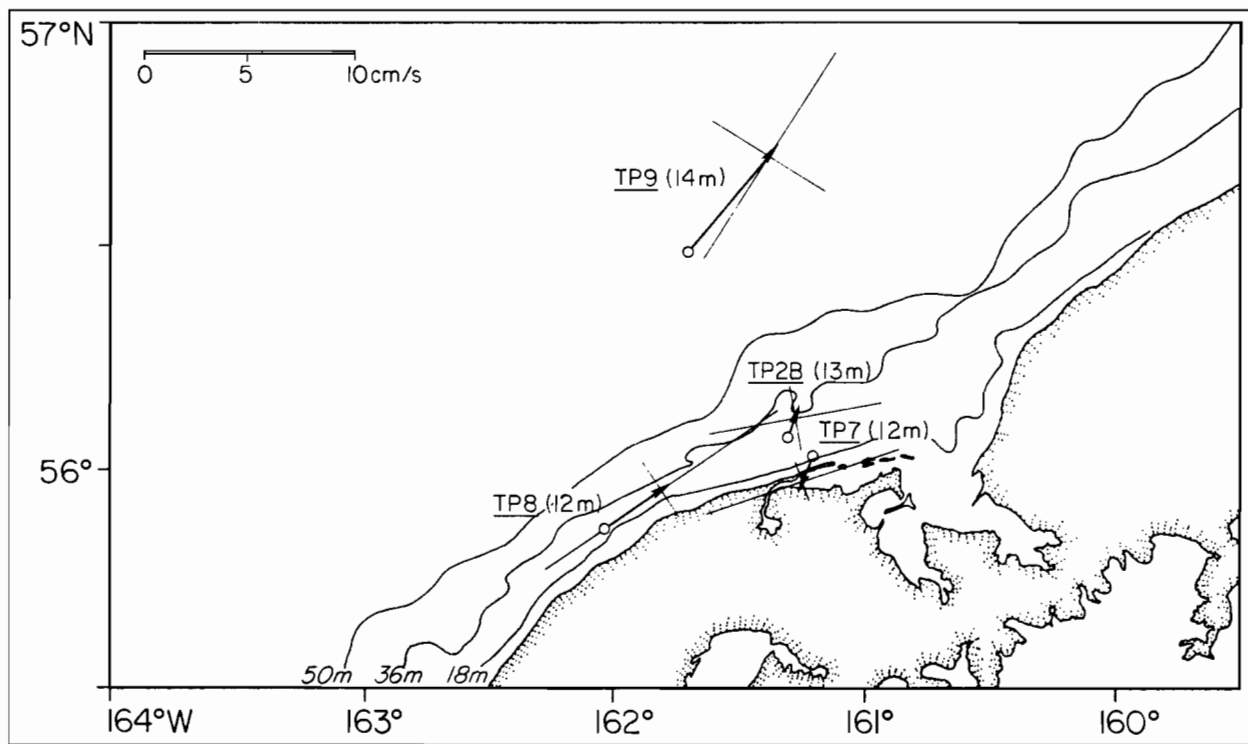 57°N
0 5 10 cm/s
TP9 (14m)
TP2B (13m)
TP7 (12m)
56°
TP8 (12m)
50m 36m 18m
164°W 163° 162° 161° 160°